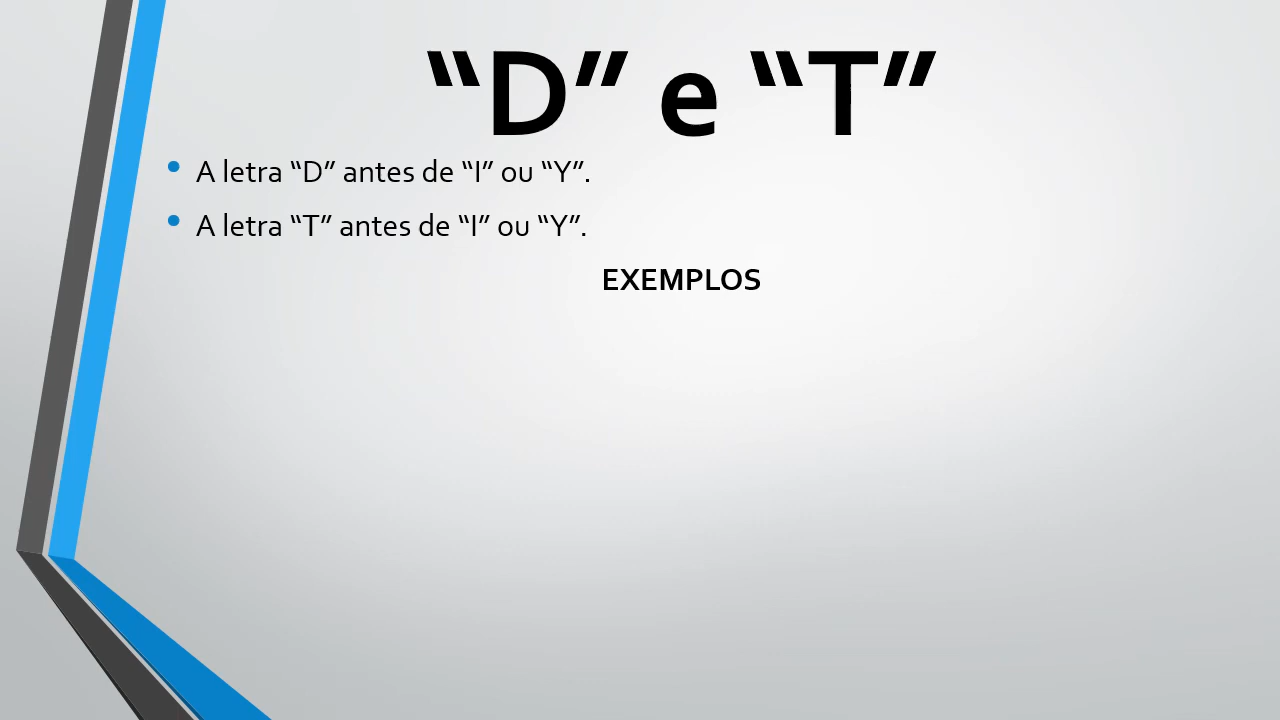 “D” e “T”
• A letra “D” antes de “I” ou “Y”.
• A letra “T” antes de “I” ou “Y”.
EXEMPLOS